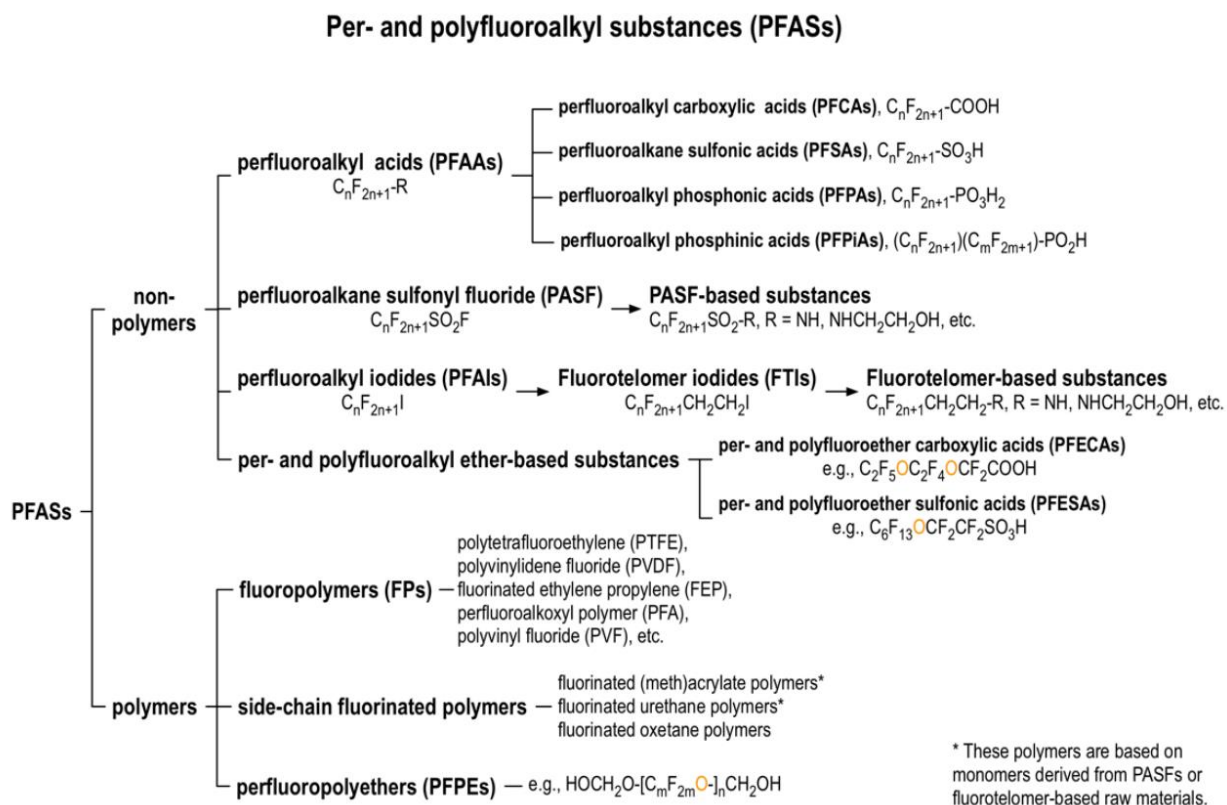 Per- and polyfluoroalkyl substances (PFASs)
perfluoroalkyl carboxylic acids (PFCAs), CₙF₂ₙ₊₁-COOH
perfluoroalkyl acids (PFAAs)
CₙF₂ₙ₊₁-R
perfluoroalkane sulfonic acids (PFSAs), CₙF₂ₙ₊₁-SO₃H
perfluoroalkyl phosphonic acids (PFPAs), CₙF₂ₙ₊₁-PO₃H₂
perfluoroalkyl phosphinic acids (PFPiAs), (CₙF₂ₙ₊₁)(CₘF₂ₘ₊₁)-PO₂H
non-
polymers
perfluoroalkane sulfonyl fluoride (PASF)
CₙF₂ₙ₊₁SO₂F
PASF-based substances
CₙF₂ₙ₊₁SO₂-R, R = NH, NHCH₂CH₂OH, etc.
perfluoroalkyl iodides (PFAIs)
CₙF₂ₙ₊₁I
Fluorotelomer iodides (FTIs)
CₙF₂ₙ₊₁CH₂CH₂I
Fluorotelomer-based substances
CₙF₂ₙ₊₁CH₂CH₂-R, R = NH, NHCH₂CH₂OH, etc.
per- and polyfluoroalkyl ether-based substances
per- and polyfluoroether carboxylic acids (PFECAs)
e.g., C₂F₅OC₂F₄OCF₂COOH
per- and polyfluoroether sulfonic acids (PFESAs)
e.g., C₆F₁₃OCF₂CF₂SO₃H
PFASs
fluoropolymers (FPs)
polytetrafluoroethylene (PTFE),
polyvinylidene fluoride (PVDF),
fluorinated ethylene propylene (FEP),
perfluoroalkoxyl polymer (PFA),
polyvinyl fluoride (PVF), etc.
polymers
side-chain fluorinated polymers
fluorinated (meth)acrylate polymers*
fluorinated urethane polymers*
fluorinated oxetane polymers
perfluoropolyethers (PFPEs)
e.g., HOCH₂O-[CₘF₂ₘO-]ₙCH₂OH
* These polymers are based on
monomers derived from PASFs or
fluorotelomer-based raw materials.